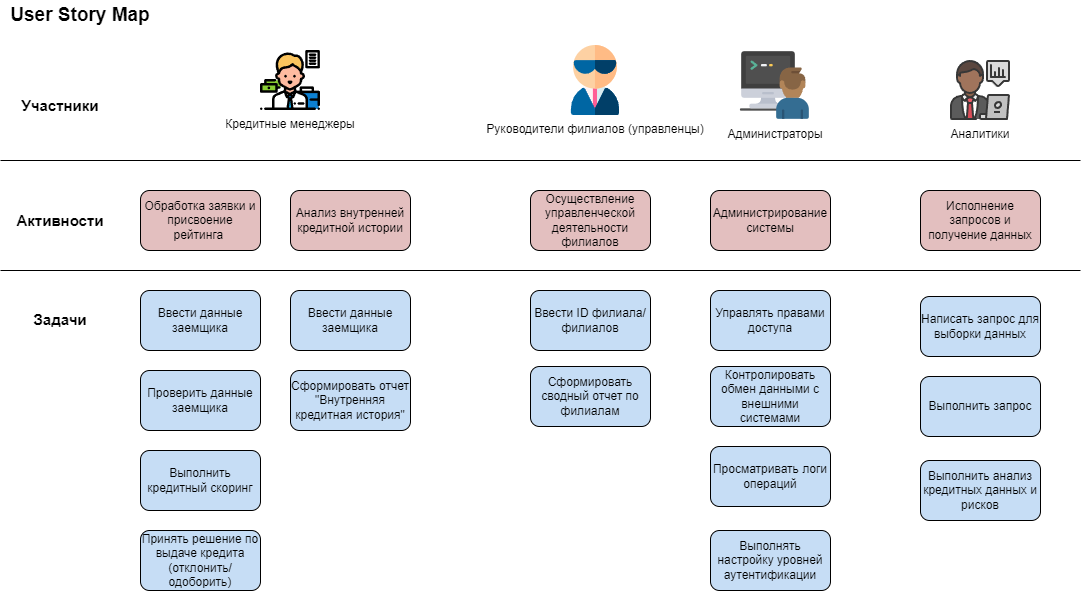 User Story Map
Участники
Кредитные менеджеры
Руководители филиалов (управленцы)
Администраторы
Аналитики
Активности
Обработка заявки и
присвоение
рейтинга
Анализ внутренней
кредитной истории
Осуществление
управленческой
деятельности
филиалов
Администрирование
системы
Исполнение
запросов и
получение данных
Задачи
Ввести данные
заемщика
Ввести данные
заемщика
Ввести ID филиала/
филиалов
Управлять правами
доступа
Написать запрос для
выборки данных
Проверить данные
заемщика
Сформировать отчет
"Внутренняя
кредитная история"
Сформировать
сводный отчет по
филиалам
Контролировать
обмен данными с
внешними
системами
Выполнить запрос
Выполнить
кредитный скоринг
Просматривать логи
операций
Выполнить анализ
кредитных данных и
рисков
Принять решение по
выдаче кредита
(отклонить/
одоборить)
Выполнять
настройку уровней
аутентификации